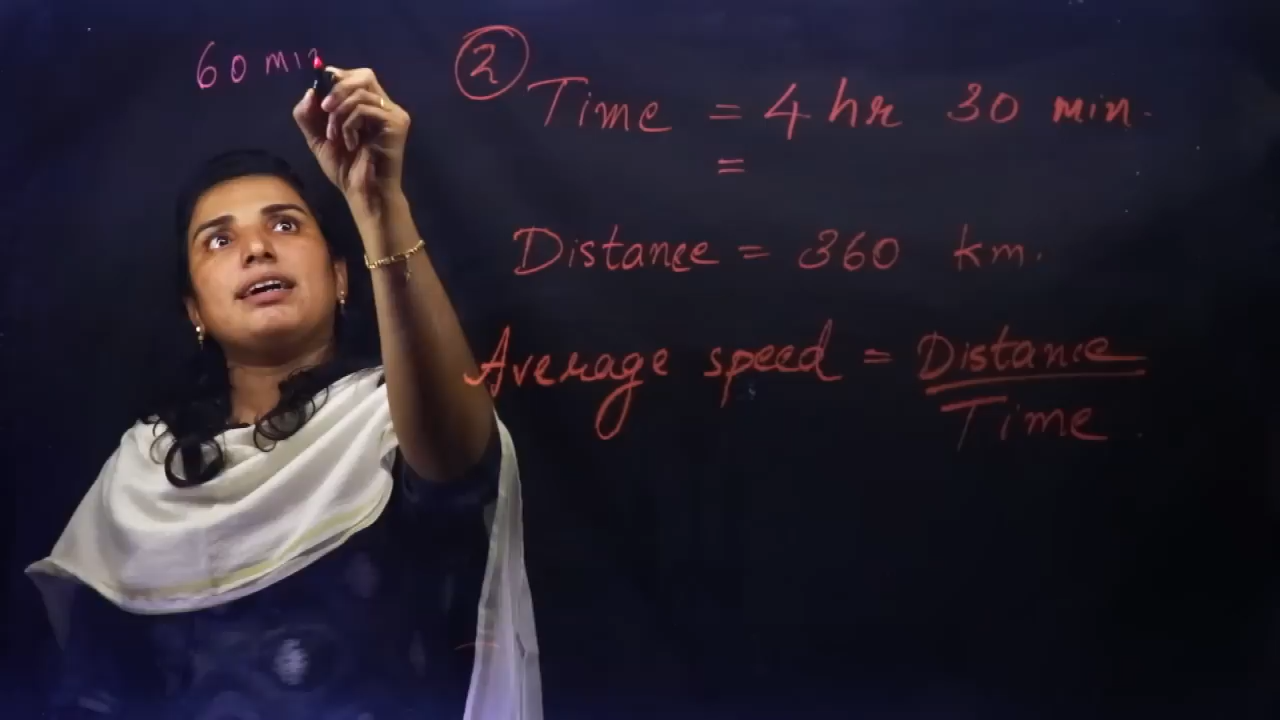 60 min
2
Time = 4 hr 30 min.
=
Distance = 360 km.
Average speed = Distance
Time